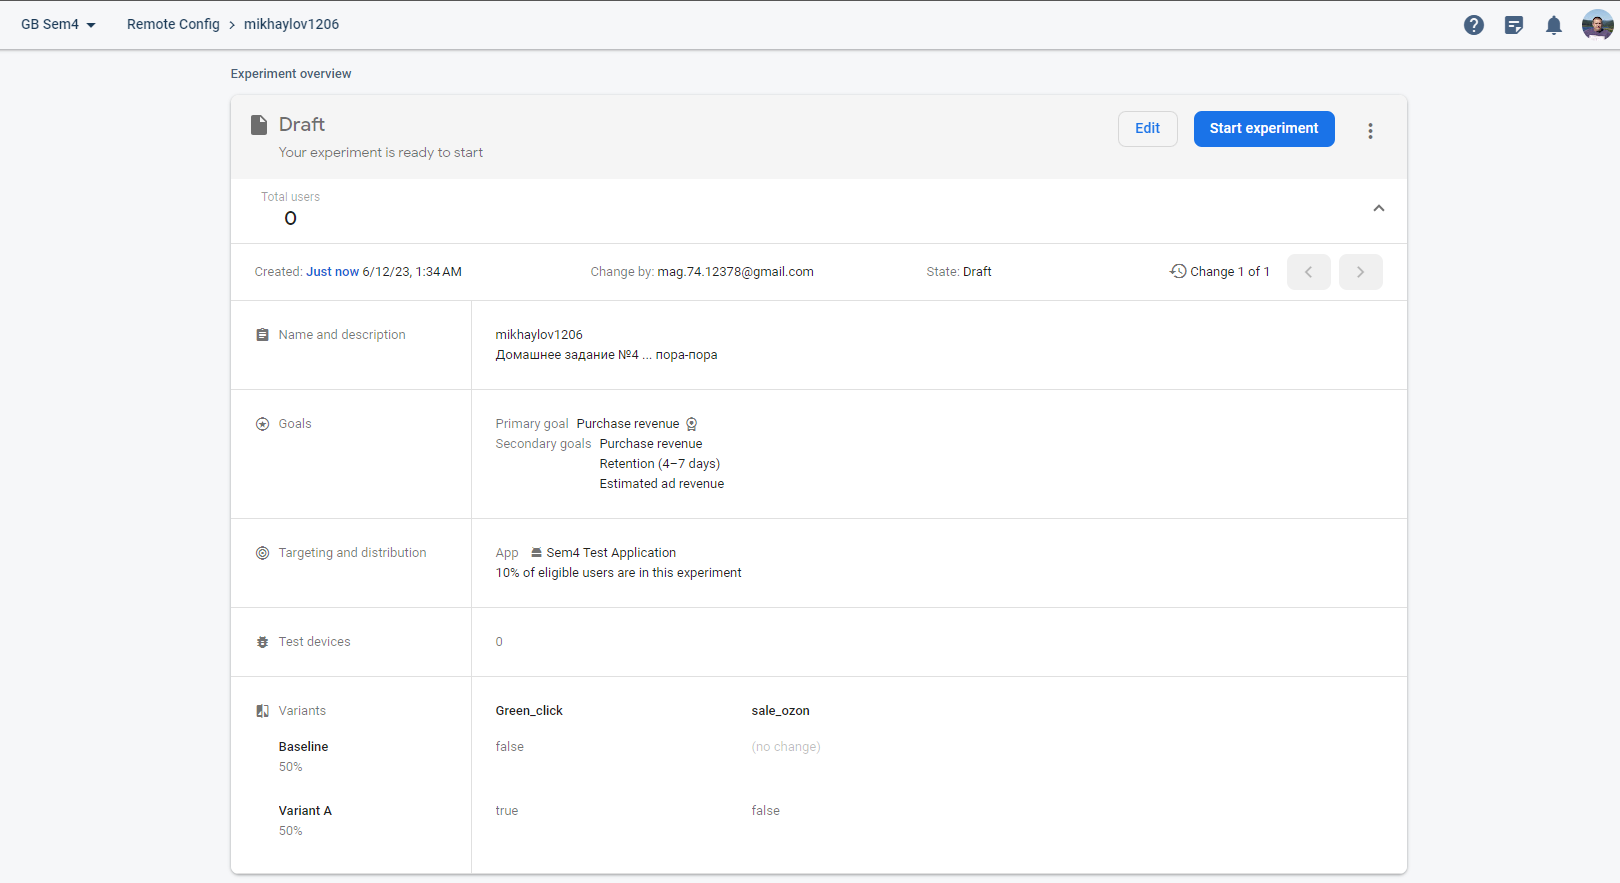 GB Sem4 Remote Config > mikhaylov1206
Experiment overview
Draft
Your experiment is ready to start
Edit
Start experiment
Total users
0
Created: Just now 6/12/23, 1:34 AM
Change by: mag.74.12378@gmail.com
State: Draft
Change 1 of 1
Name and description
mikhaylov1206
Домашнее задание №4 ... пора-пора
Goals
Primary goal Purchase revenue
Secondary goals Purchase revenue
Retention (4–7 days)
Estimated ad revenue
Targeting and distribution
App Sem4 Test Application
10% of eligible users are in this experiment
Test devices
0
Variants
Green_click
sale_ozon
Baseline
false
(no change)
50%
Variant A
true
false
50%